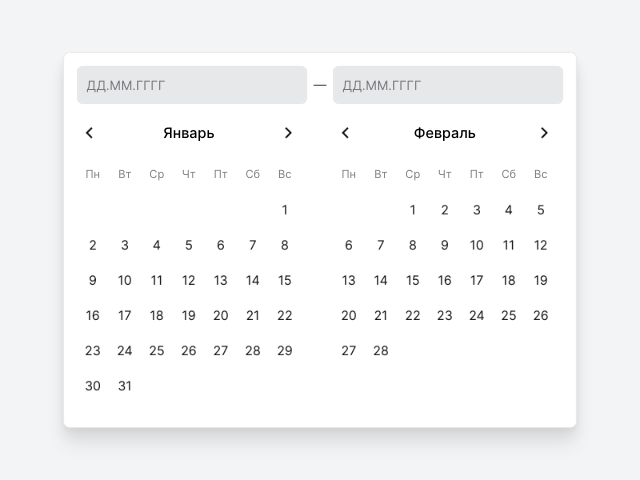 ДД.ММ.ГГГГ — ДД.ММ.ГГГГ
Январь
Пн Вт Ср Чт Пт Сб Вс
1
2 3 4 5 6 7 8
9 10 11 12 13 14 15
16 17 18 19 20 21 22
23 24 25 26 27 28 29
30 31
Февраль
Пн Вт Ср Чт Пт Сб Вс
1 2 3 4 5
6 7 8 9 10 11 12
13 14 15 16 17 18 19
20 21 22 23 24 25 26
27 28